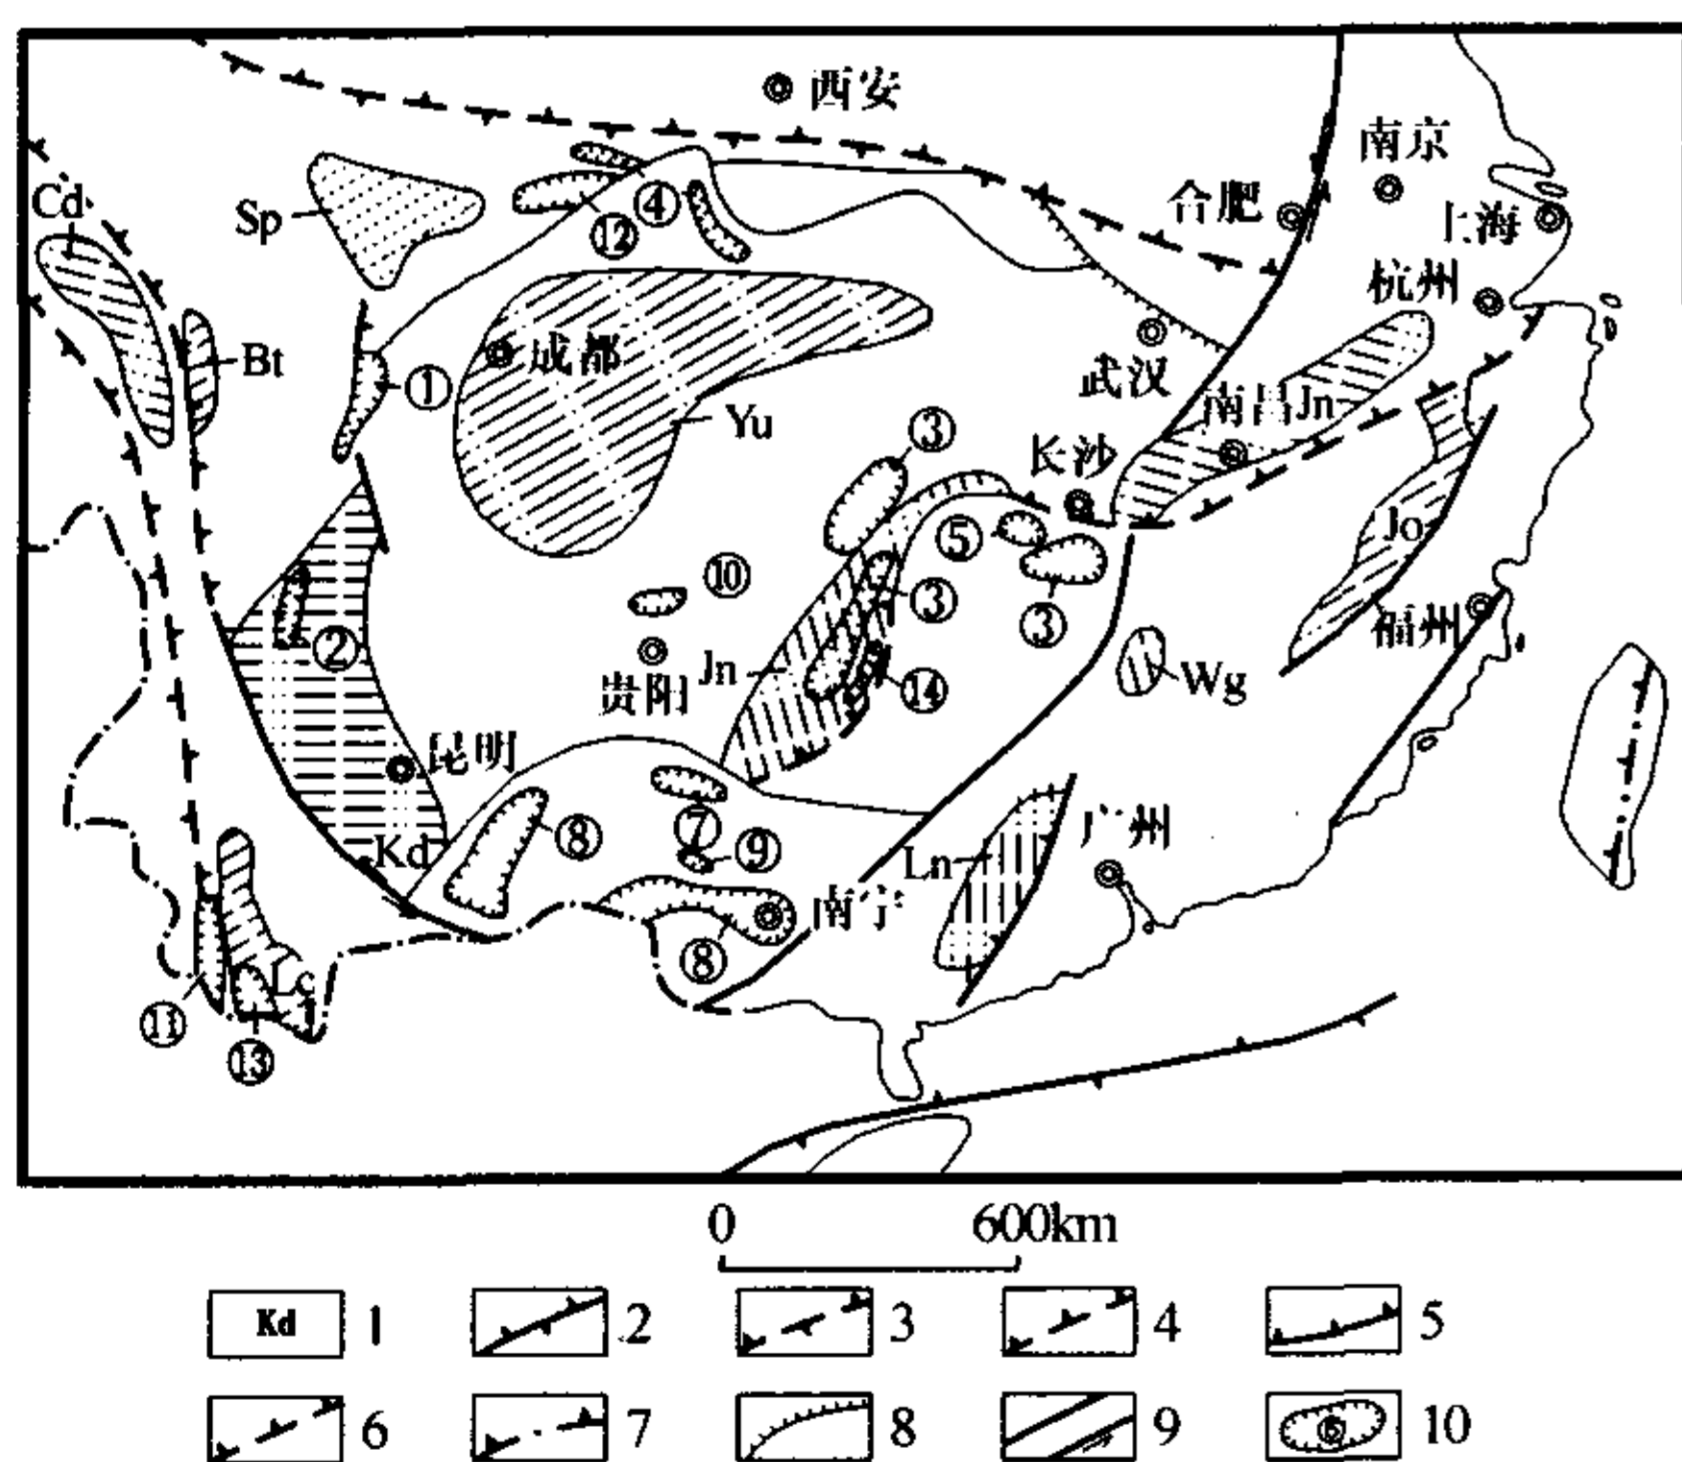 西安
南京
Cd
Sp
④
合肥
上海
⑫
杭州
Bt
成都
①
武汉
南昌
Jn
Yu
③
长沙
⑤
Jo
⑩
③
③
福州
②
Jn
⑭
Wg
贵阳
昆明
⑦
广州
Kd
⑧
⑨
Ln
南宁
⑧
Lc
⑪
⑬
0 600km
Kd 1 2 3 4 5
6 7 8 9 ⑥ 10